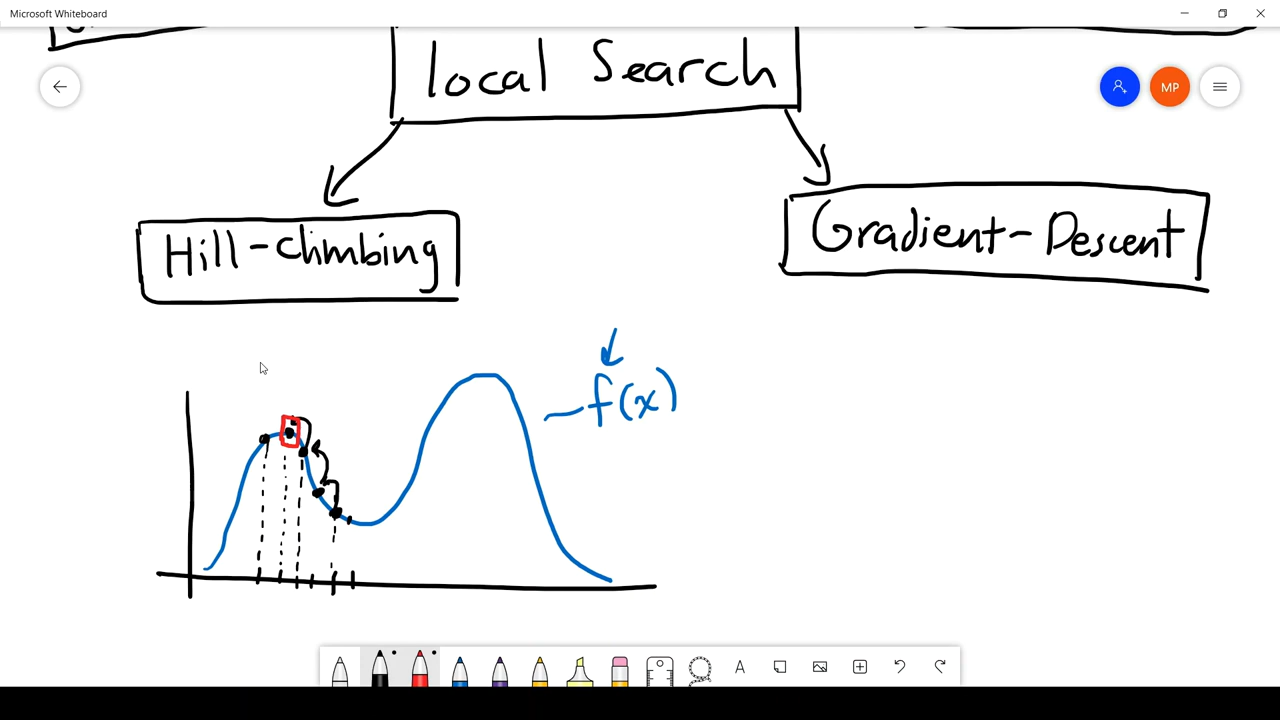 Microsoft Whiteboard
local Search
MP
Hill-climbing
Gradient-Descent
f(x)
A